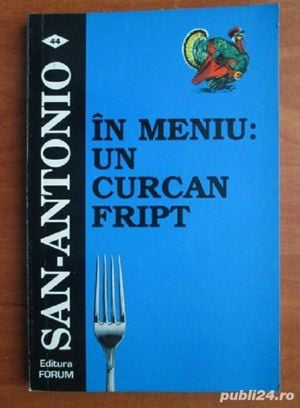 44
SAN-ANTONIO
ÎN MENIU:
UN
CURCAN
FRIPT
Editura
FORUM
publi24.ro